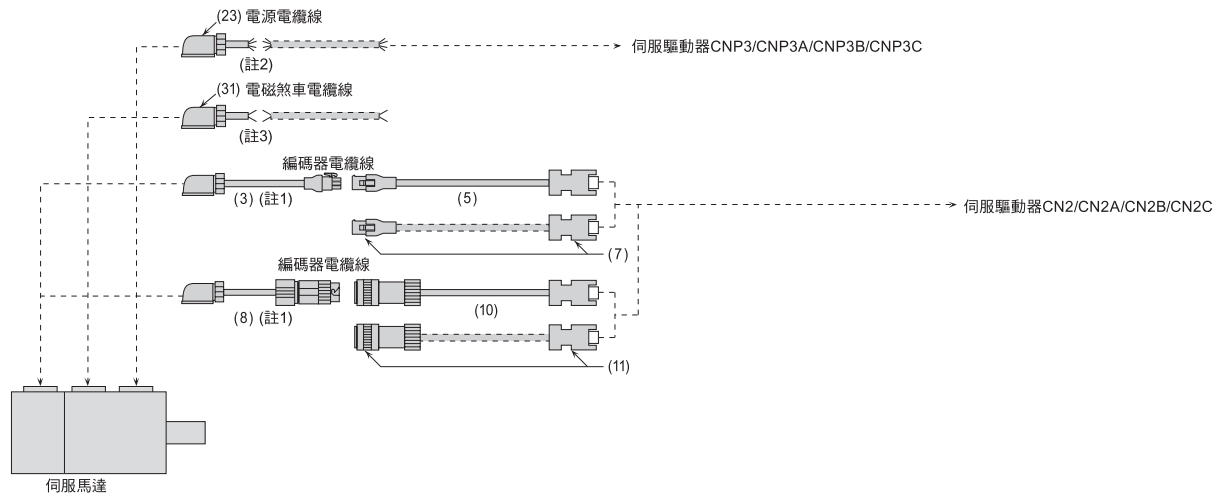 (23) 電源電纜線
伺服驅動器CNP3/CNP3A/CNP3B/CNP3C
(註2)
(31) 電磁煞車電纜線
(註3)
編碼器電纜線
(3) (註1)
(5)
伺服驅動器CN2/CN2A/CN2B/CN2C
(7)
編碼器電纜線
(8) (註1)
(10)
(11)
伺服馬達